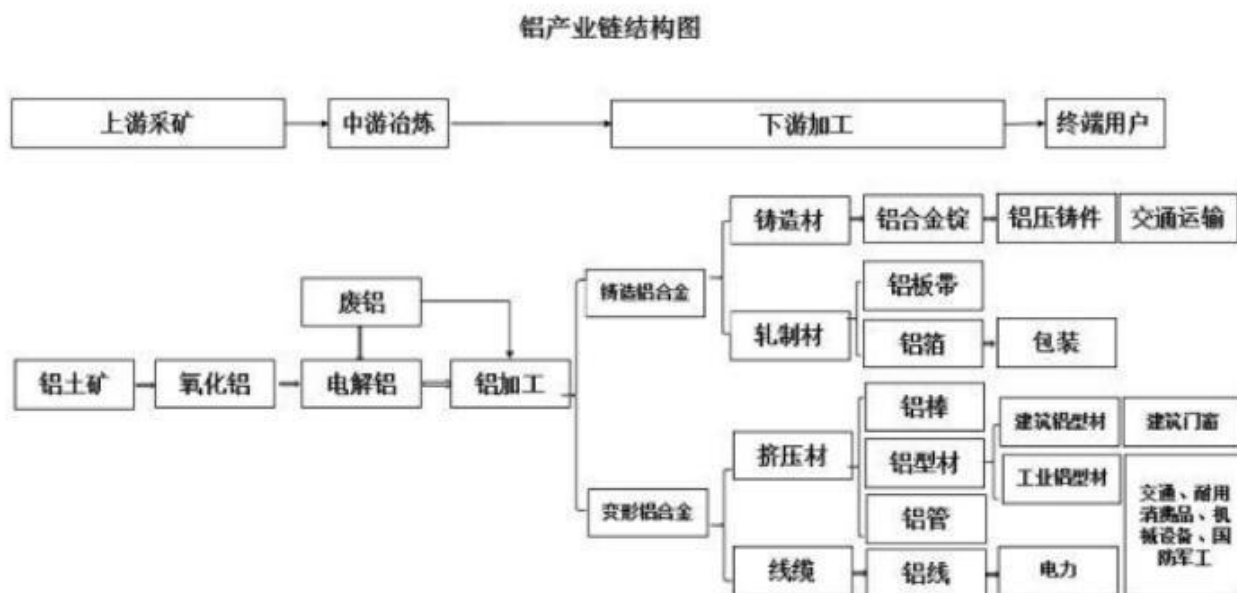 铝产业链结构图
上游采矿
中游冶炼
下游加工
终端用户
铸造材
铝合金锭
铝压铸件
交通运输
废铝
铸造铝合金
铝板带
轧制材
铝箔
包装
铝土矿
氧化铝
电解铝
铝加工
铝棒
建筑铝型材
建筑门窗
挤压材
铝型材
工业铝型材
交通、耐用
消费品、机
械设备、国
防军工
变形铝合金
铝管
线缆
铝线
电力